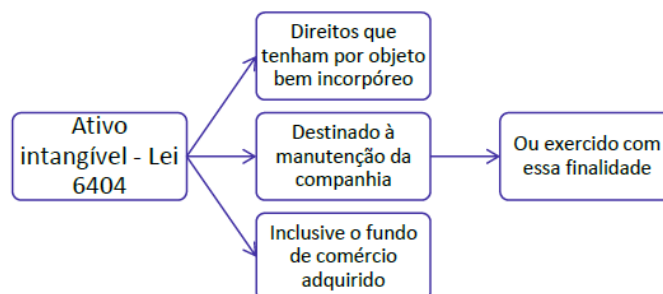 Direitos que
tenham por objeto
bem incorpóreo
Ativo
intangível - Lei
6404
Destinado à
manutenção da
companhia
Ou exercido com
essa finalidade
Inclusive o fundo
de comércio
adquirido